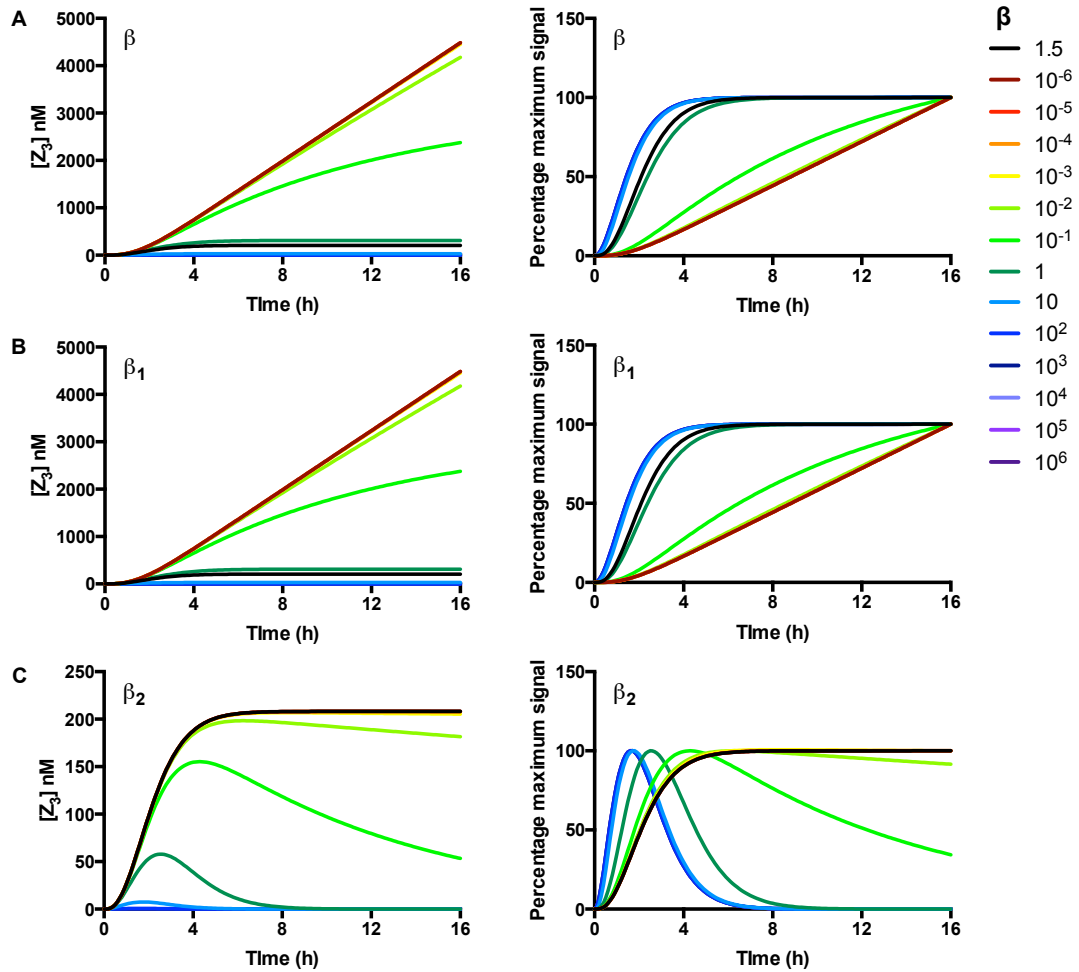 A
β
[Z3] nM
5000
4000
3000
2000
1000
0
0 4 8 12 16
TIme (h)
β
Percentage maximum signal
150
100
50
0
0 4 8 12 16
TIme (h)
β
1.5
10⁻⁶
10⁻⁵
10⁻⁴
10⁻³
10⁻²
10⁻¹
1
10
10²
10³
10⁴
10⁵
10⁶
B
β₁
[Z3] nM
5000
4000
3000
2000
1000
0
0 4 8 12 16
TIme (h)
β₁
Percentage maximum signal
150
100
50
0
0 4 8 12 16
TIme (h)
C
β₂
[Z3] nM
250
200
150
100
50
0
0 4 8 12 16
TIme (h)
β₂
Percentage maximum signal
150
100
50
0
0 4 8 12 16
TIme (h)